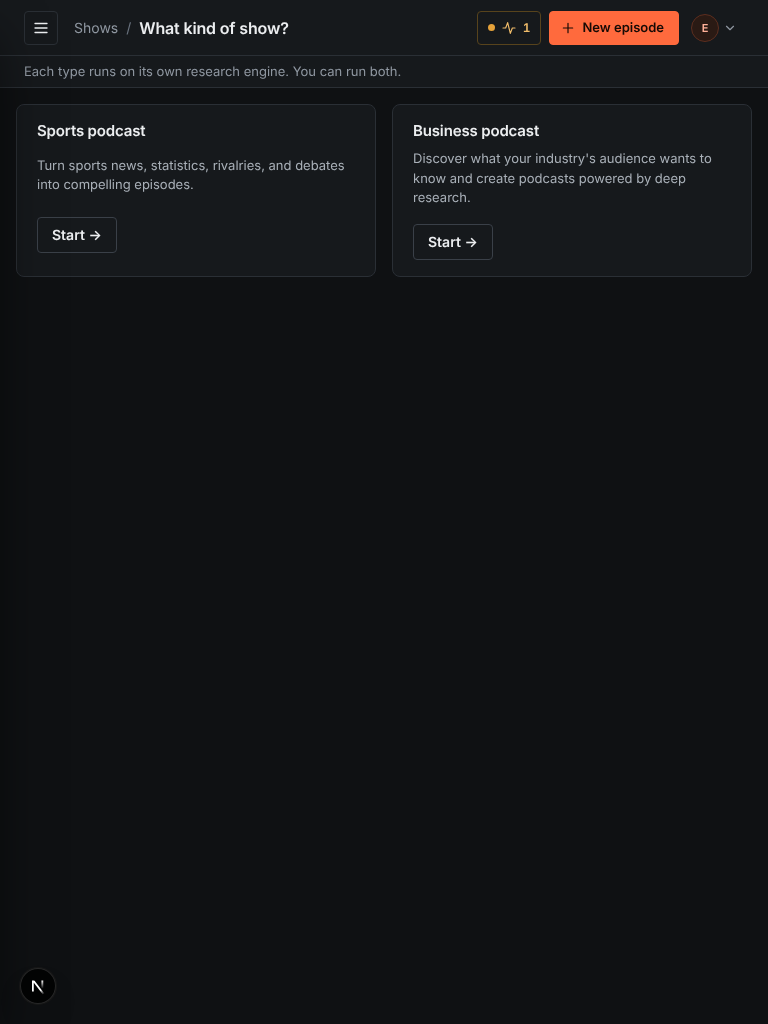 Shows / What kind of show?
1
New episode
E
Each type runs on its own research engine. You can run both.
Sports podcast
Turn sports news, statistics, rivalries, and debates
into compelling episodes.
Start →
Business podcast
Discover what your industry's audience wants to
know and create podcasts powered by deep
research.
Start →
N